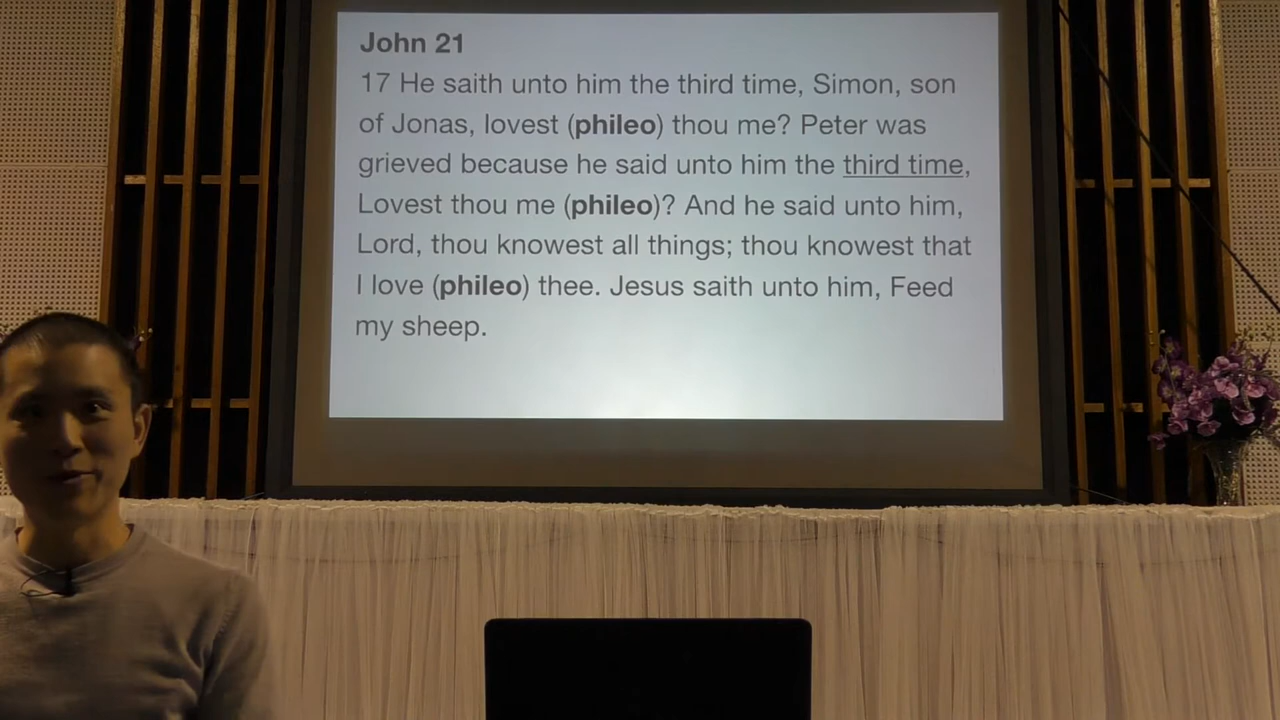 John 21
17 He saith unto him the third time, Simon, son
of Jonas, lovest (phileo) thou me? Peter was
grieved because he said unto him the third time,
Lovest thou me (phileo)? And he said unto him,
Lord, thou knowest all things; thou knowest that
I love (phileo) thee. Jesus saith unto him, Feed
my sheep.